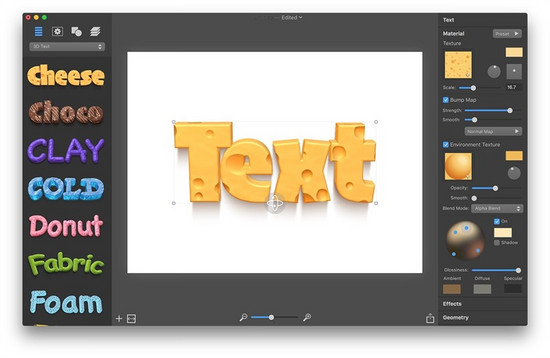 — Edited
Text
3D Text
Material
Preset
Texture
Cheese
Scale:
16.7
Choco
Bump Map
Strength:
Smooth:
CLAY
Normal Map
Environment Texture
COLD
Text
Opacity:
Smooth:
Donut
Blend Mode:
Alpha Blend
On
Shadow
Fabric
Glossiness:
Ambient
Diffuse
Specular
Foam
Effects
Geometry